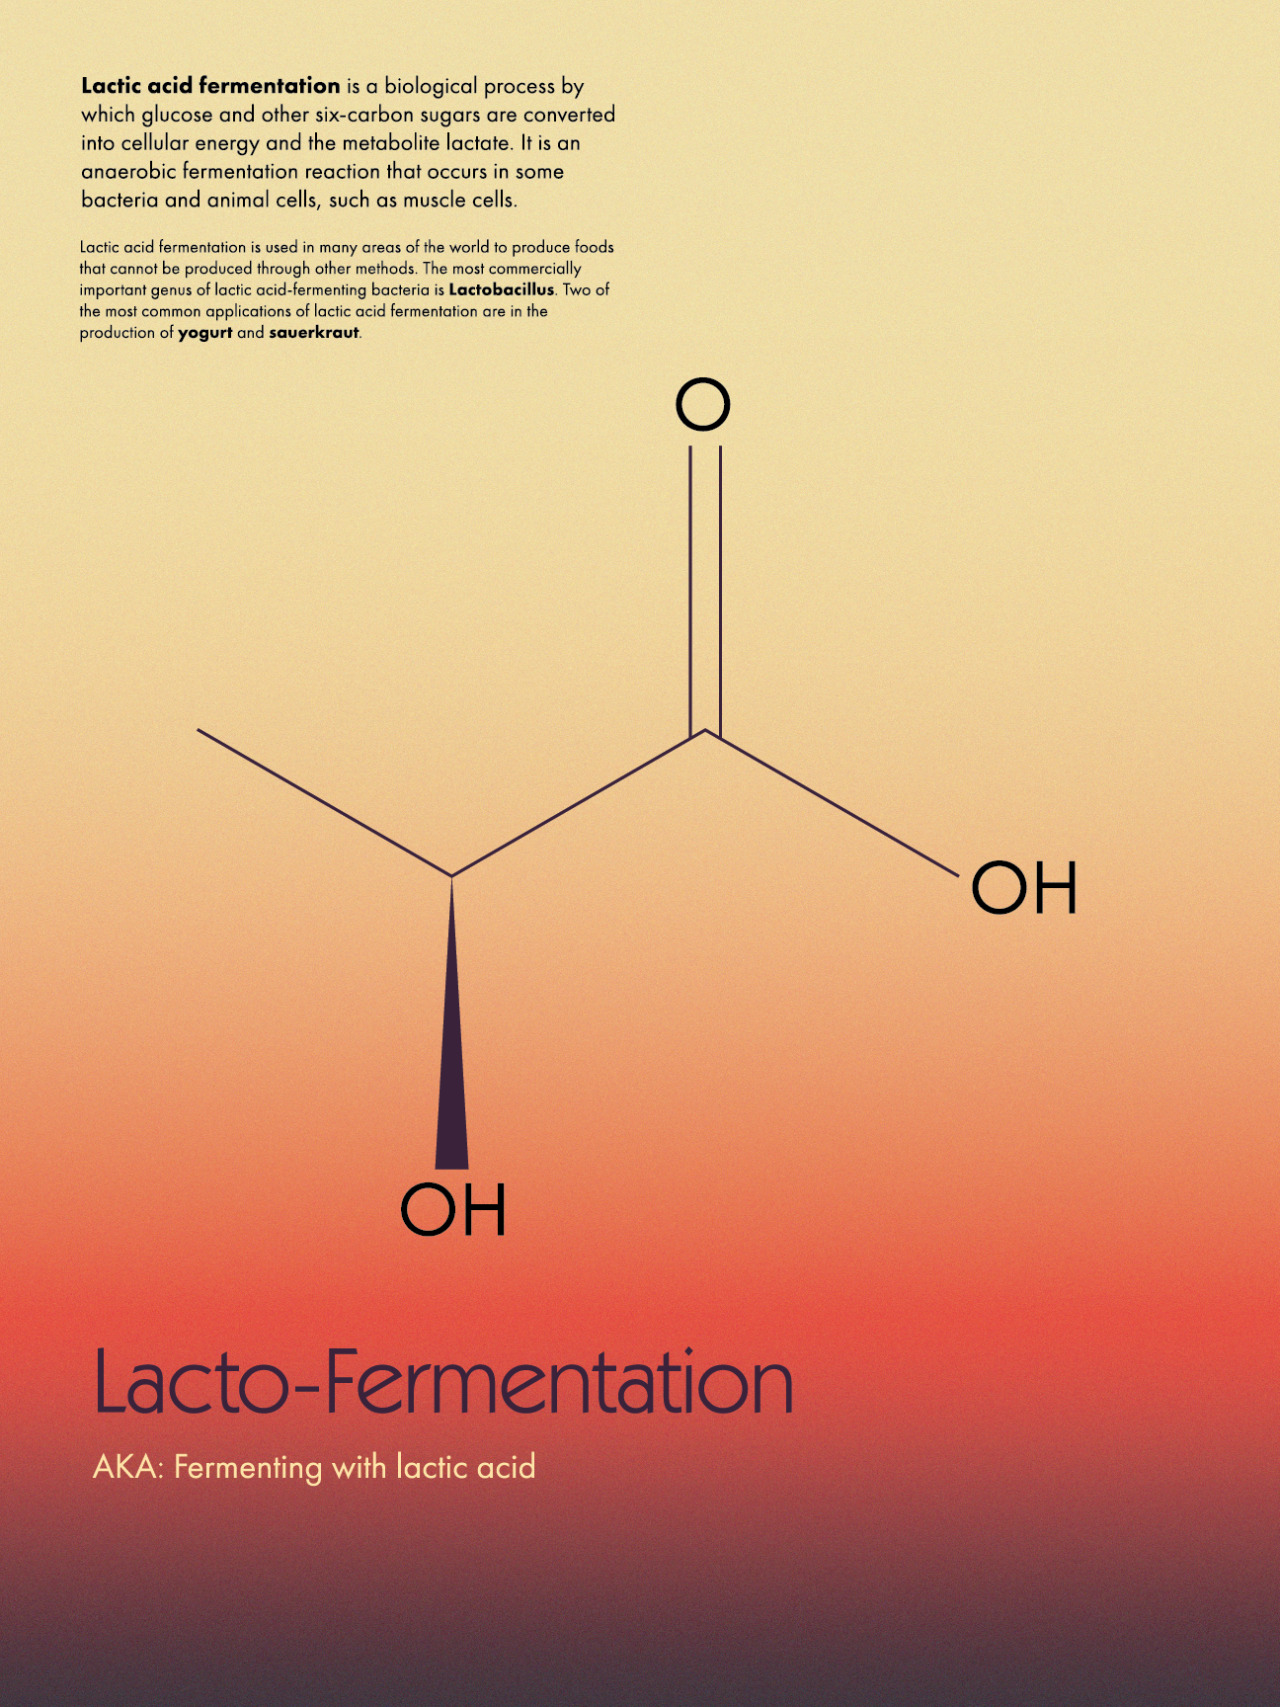 Lactic acid fermentation is a biological process by
which glucose and other six-carbon sugars are converted
into cellular energy and the metabolite lactate. It is an
anaerobic fermentation reaction that occurs in some
bacteria and animal cells, such as muscle cells.
Lactic acid fermentation is used in many areas of the world to produce foods
that cannot be produced through other methods. The most commercially
important genus of lactic acid-fermenting bacteria is Lactobacillus. Two of
the most common applications of lactic acid fermentation are in the
production of yogurt and sauerkraut.
O
OH
OH
Lacto-Fermentation
AKA: Fermenting with lactic acid